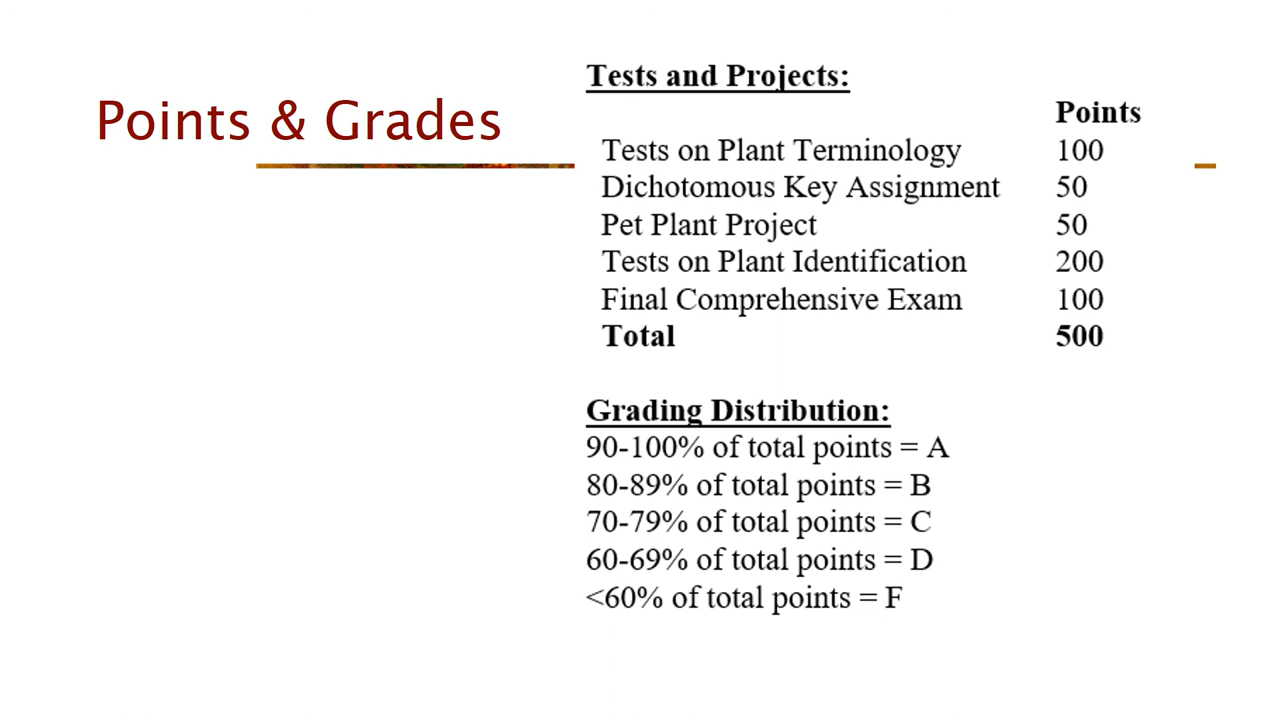 Points & Grades
Tests and Projects:
Points
Tests on Plant Terminology 100
Dichotomous Key Assignment 50
Pet Plant Project 50
Tests on Plant Identification 200
Final Comprehensive Exam 100
Total 500
Grading Distribution:
90-100% of total points = A
80-89% of total points = B
70-79% of total points = C
60-69% of total points = D
<60% of total points = F